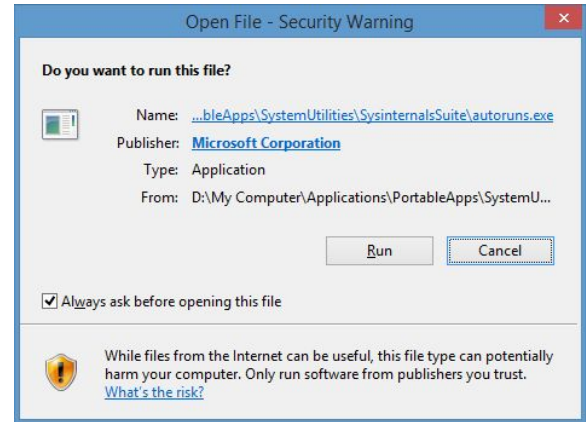 Open File - Security Warning
Do you want to run this file?
Name: ...bleApps\SystemUtilities\SysinternalsSuite\autoruns.exe
Publisher: Microsoft Corporation
Type: Application
From: D:\My Computer\Applications\PortableApps\SystemU...
Run Cancel
Always ask before opening this file
While files from the Internet can be useful, this file type can potentially
harm your computer. Only run software from publishers you trust.
What's the risk?